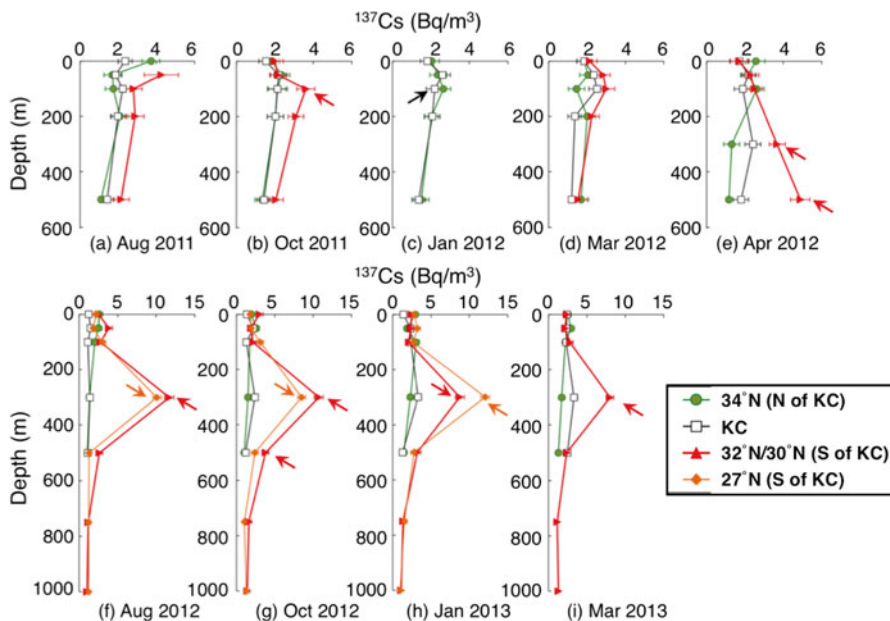 ¹³⁷Cs (Bq/m³)
0 2 4 6 0 2 4 6 0 2 4 6 0 2 4 6 0 2 4 6
Depth (m)
0
200
400
600
(a) Aug 2011 (b) Oct 2011 (c) Jan 2012 (d) Mar 2012 (e) Apr 2012
¹³⁷Cs (Bq/m³)
0 5 10 15 0 5 10 15 0 5 10 15 0 5 10 15
Depth (m)
0
200
400
600
800
1000
(f) Aug 2012 (g) Oct 2012 (h) Jan 2013 (i) Mar 2013
34°N (N of KC)
KC
32°N/30°N (S of KC)
27°N (S of KC)